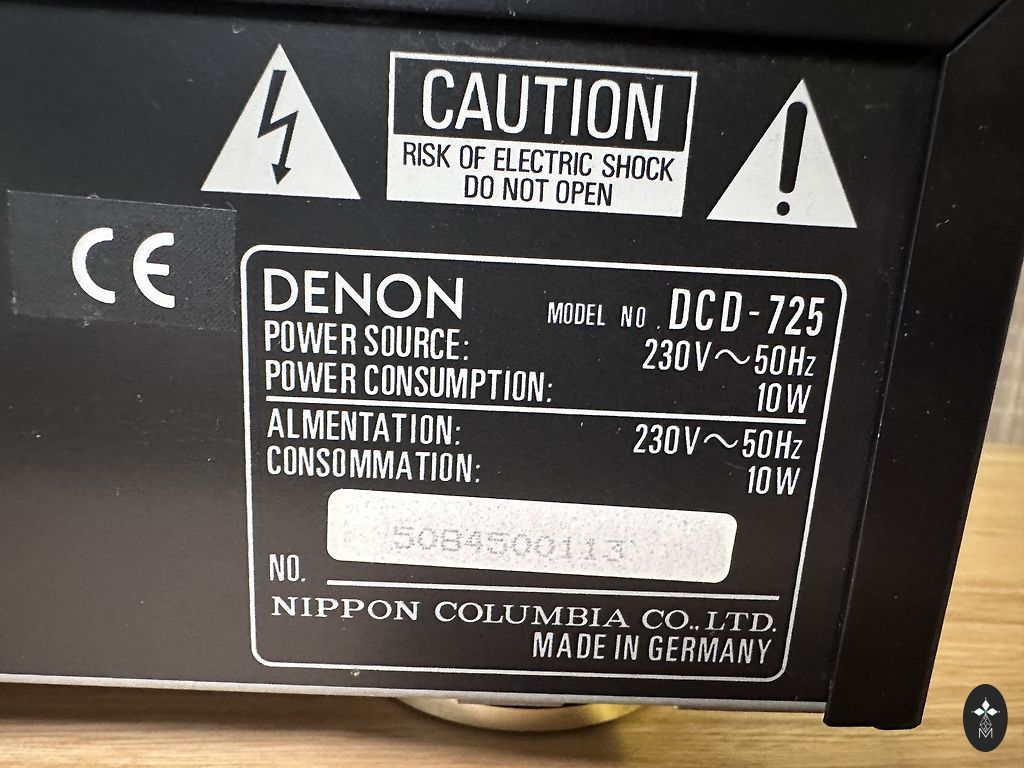 CAUTION
RISK OF ELECTRIC SHOCK
DO NOT OPEN
CE
DENON MODEL NO. DCD-725
POWER SOURCE: 230V～50Hz
POWER CONSUMPTION: 10W
ALMENTATION: 230V～50Hz
CONSOMMATION: 10W
5084500113
NO.
NIPPON COLUMBIA CO.,LTD.
MADE IN GERMANY
M